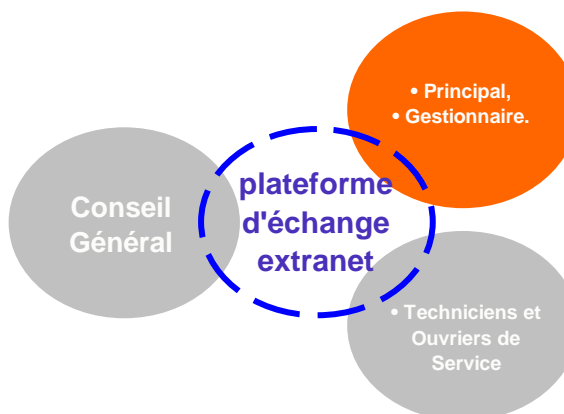 • Principal,
• Gestionnaire.
plateforme
d'échange
extranet
Conseil
Général
• Techniciens et
Ouvriers de
Service